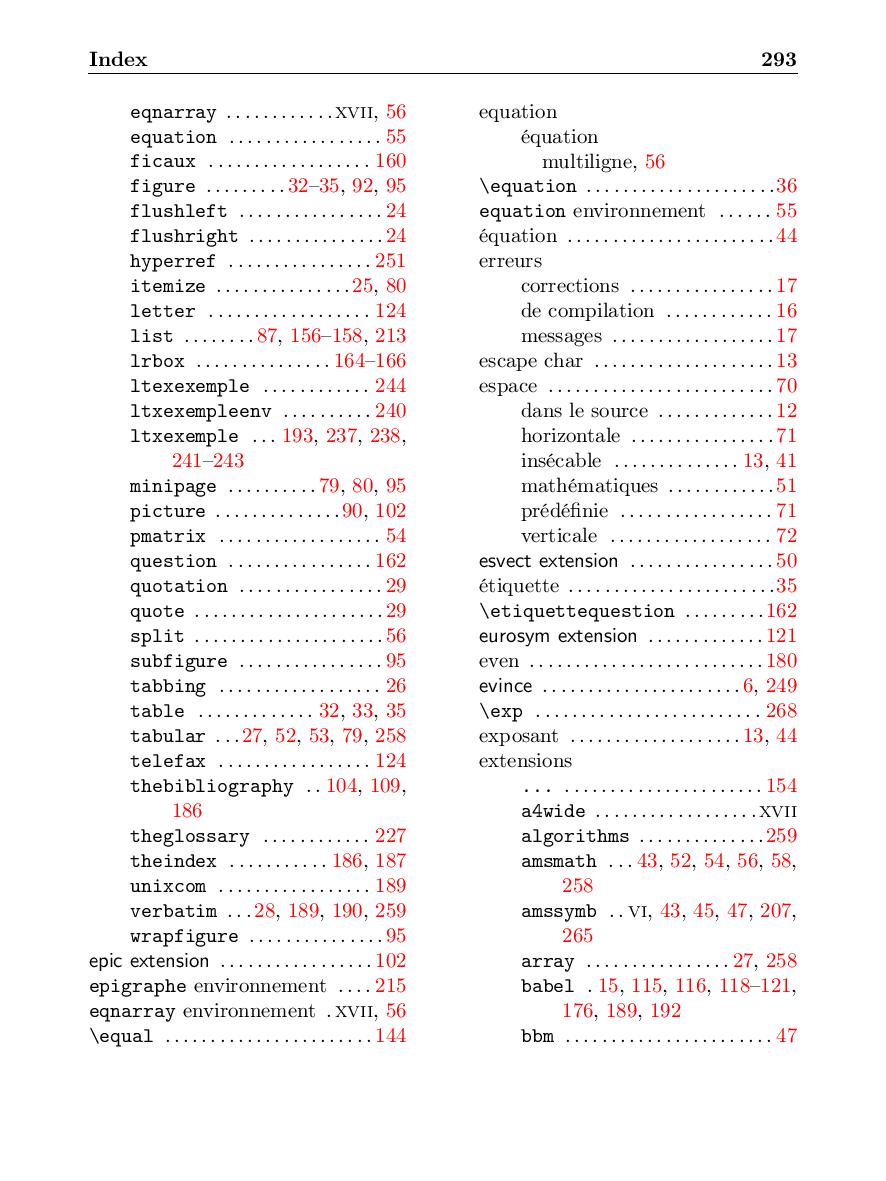 Index 293
eqnarray ............XVII, 56
equation ................. 55
ficaux .................. 160
figure .........32–35, 92, 95
flushleft ................ 24
flushright ............... 24
hyperref ................ 251
itemize ...............25, 80
letter .................. 124
list ........ 87, 156–158, 213
lrbox ............... 164–166
ltexexemple ............ 244
ltxexempleenv .......... 240
ltxexemple ... 193, 237, 238,
241–243
minipage .......... 79, 80, 95
picture ..............90, 102
pmatrix .................. 54
question ................ 162
quotation ................ 29
quote ..................... 29
split ..................... 56
subfigure ................ 95
tabbing .................. 26
table ............. 32, 33, 35
tabular ...27, 52, 53, 79, 258
telefax ................. 124
thebibliography .. 104, 109,
186
theglossary ............ 227
theindex ........... 186, 187
unixcom ................. 189
verbatim ...28, 189, 190, 259
wrapfigure ............... 95
epic extension ................. 102
epigraphe environnement .... 215
eqnarray environnement . XVII, 56
\equal ....................... 144
equation
équation
multiligne, 56
\equation .....................36
equation environnement ...... 55
équation ....................... 44
erreurs
corrections ................ 17
de compilation ............ 16
messages .................. 17
escape char .................... 13
espace ......................... 70
dans le source ............. 12
horizontale ................ 71
insécable .............. 13, 41
mathématiques ............ 51
prédéfinie ................. 71
verticale .................. 72
esvect extension ................ 50
étiquette .......................35
\etiquettequestion .........162
eurosym extension ............. 121
even .......................... 180
evince ...................... 6, 249
\exp ......................... 268
exposant ................... 13, 44
extensions
... ...................... 154
a4wide ..................XVII
algorithms ..............259
amsmath ... 43, 52, 54, 56, 58,
258
amssymb .. VI, 43, 45, 47, 207,
265
array ................ 27, 258
babel . 15, 115, 116, 118–121,
176, 189, 192
bbm ....................... 47